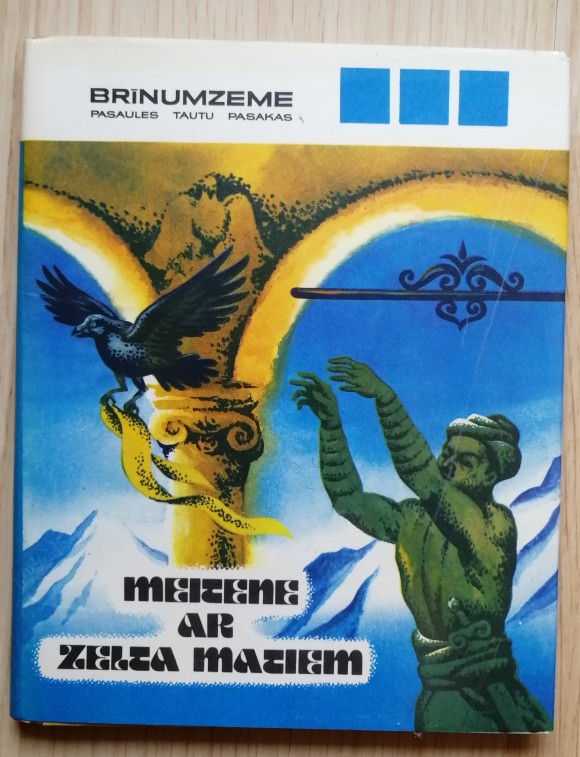 BRĪNUMZEME
PASAULES TAUTU PASAKAS
MEITENE
AR
ZELTA MATIEM